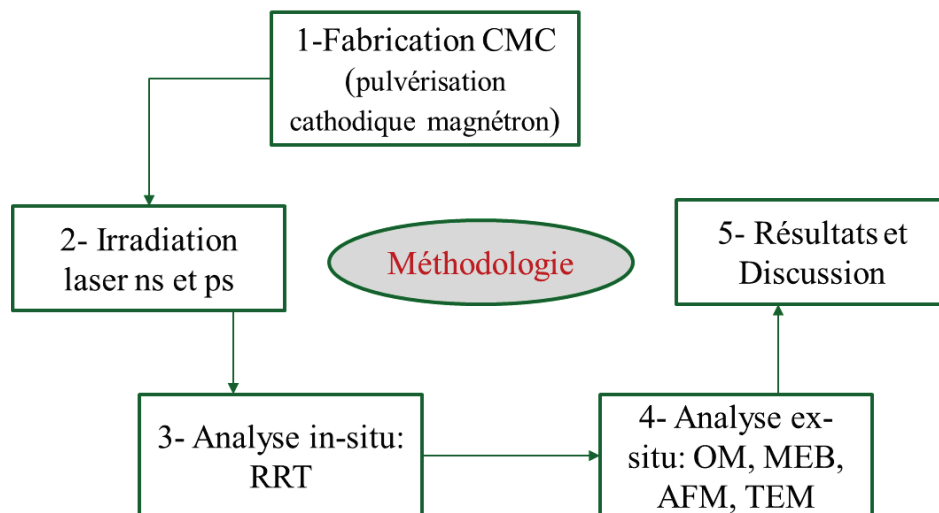 1-Fabrication CMC
(pulvérisation
cathodique magnétron)
2- Irradiation
laser ns et ps
Méthodologie
5- Résultats et
Discussion
3- Analyse in-situ:
RRT
4- Analyse ex-
situ: OM, MEB,
AFM, TEM